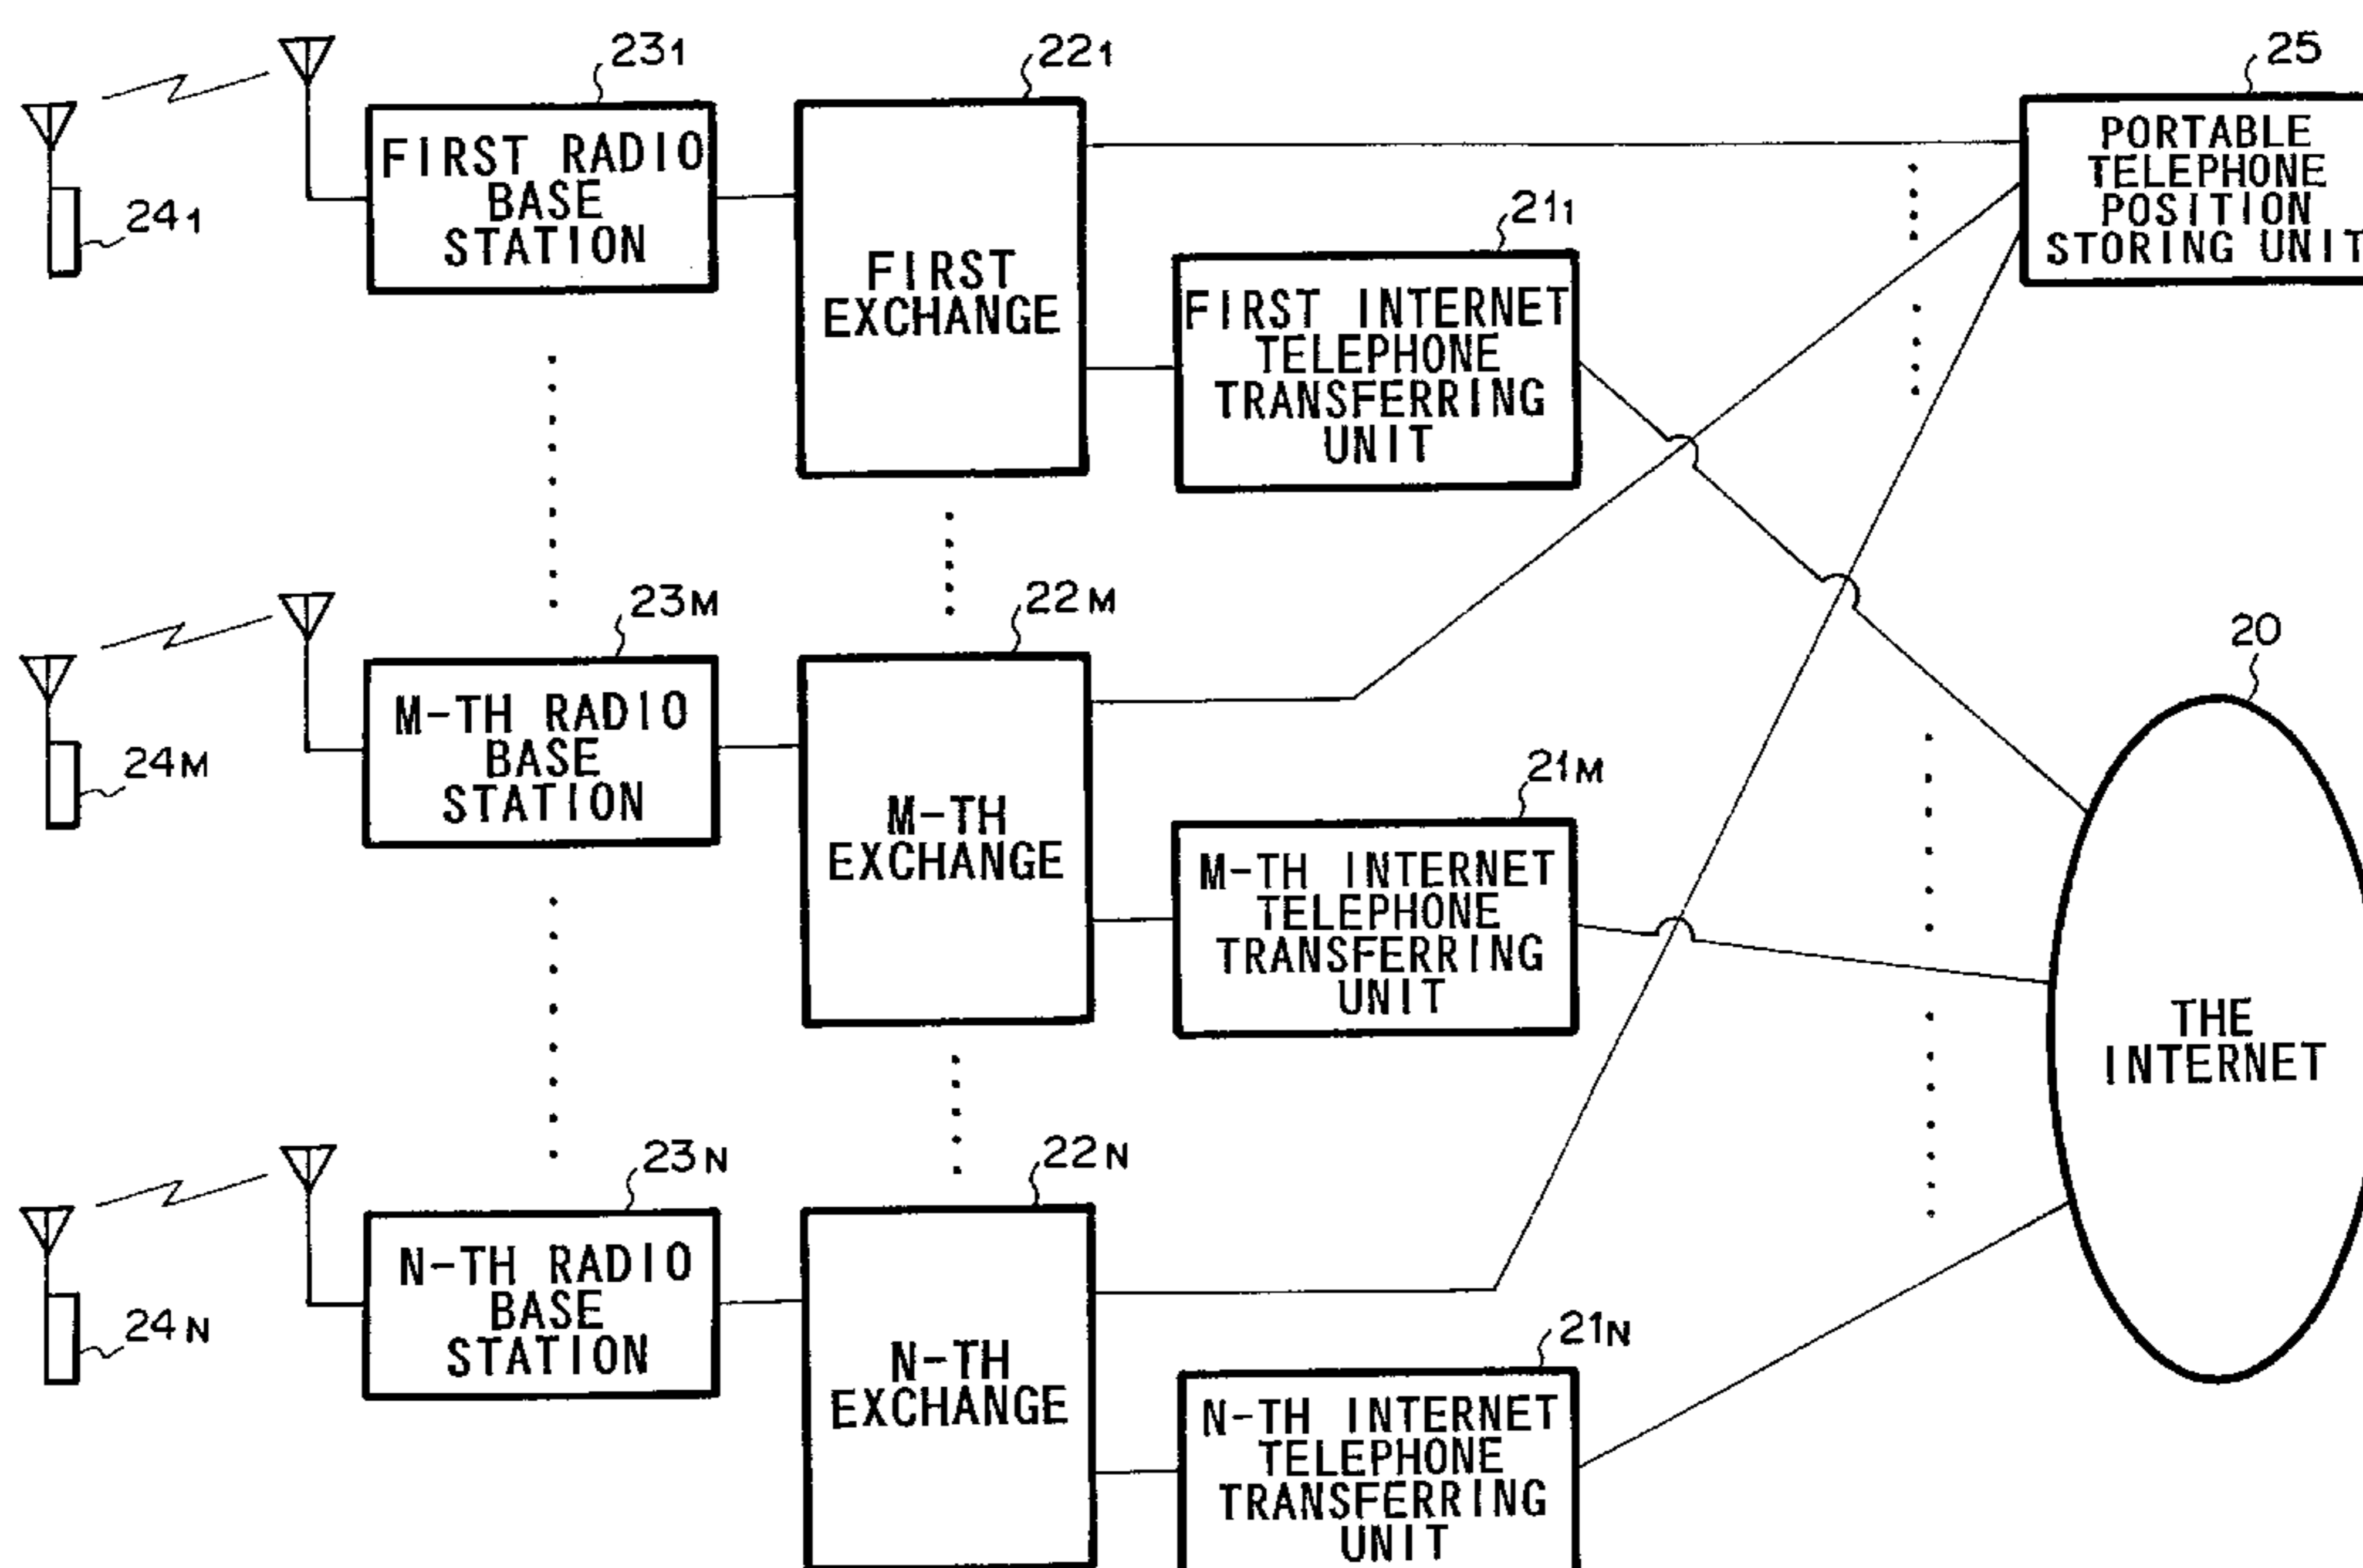 23₁
22₁
25
24₁
FIRST RADIO
BASE
STATION
FIRST
EXCHANGE
21₁
FIRST INTERNET
TELEPHONE
TRANSFERRING
UNIT
PORTABLE
TELEPHONE
POSITION
STORING UNIT
23M
22M
20
24M
M-TH RADIO
BASE
STATION
M-TH
EXCHANGE
21M
M-TH INTERNET
TELEPHONE
TRANSFERRING
UNIT
THE
INTERNET
23N
22N
24N
N-TH RADIO
BASE
STATION
N-TH
EXCHANGE
21N
N-TH INTERNET
TELEPHONE
TRANSFERRING
UNIT